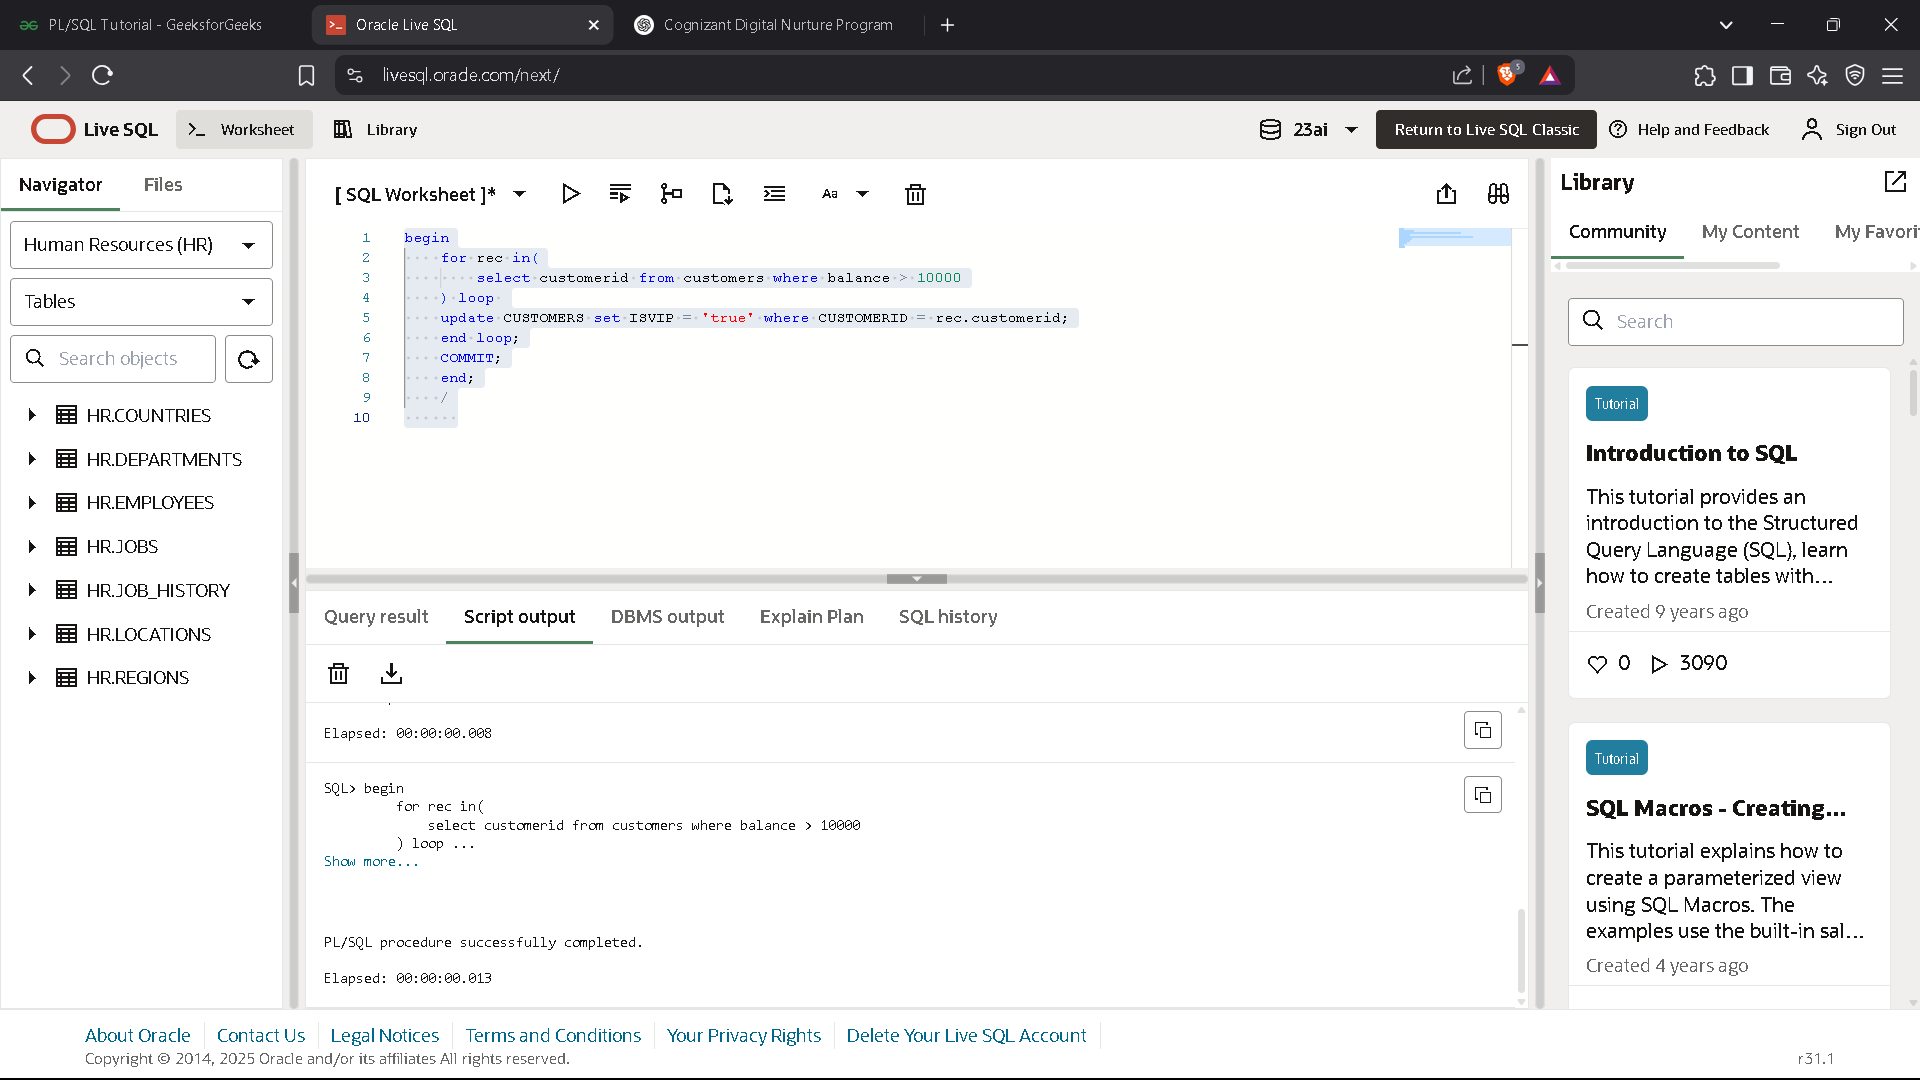 PL/SQL Tutorial - GeeksforGeeks
Oracle Live SQL
Cognizant Digital Nurture Program
livesql.oracle.com/next/
5
Live SQL
Worksheet
Library
23ai
Return to Live SQL Classic
Help and Feedback
Sign Out
Navigator
Files
Human Resources (HR)
Tables
Search objects
HR.COUNTRIES
HR.DEPARTMENTS
HR.EMPLOYEES
HR.JOBS
HR.JOB_HISTORY
HR.LOCATIONS
HR.REGIONS
[ SQL Worksheet ]*
Aa
1 begin
2 for rec in(
3 select customerid from customers where balance > 10000
4 ) loop
5 update CUSTOMERS set ISVIP = 'true' where CUSTOMERID = rec.customerid;
6 end loop;
7 COMMIT;
8 end;
9 /
10
Query result
Script output
DBMS output
Explain Plan
SQL history
Elapsed: 00:00:00.008
SQL> begin
for rec in(
select customerid from customers where balance > 10000
) loop ...
Show more...
PL/SQL procedure successfully completed.
Elapsed: 00:00:00.013
Library
Community
My Content
My Favori
Search
Tutorial
Introduction to SQL
This tutorial provides an
introduction to the Structured
Query Language (SQL), learn
how to create tables with...
Created 9 years ago
0
3090
Tutorial
SQL Macros - Creating...
This tutorial explains how to
create a parameterized view
using SQL Macros. The
examples use the built-in sal...
Created 4 years ago
About Oracle
Contact Us
Legal Notices
Terms and Conditions
Your Privacy Rights
Delete Your Live SQL Account
Copyright © 2014, 2025 Oracle and/or its affiliates All rights reserved.
r31.1